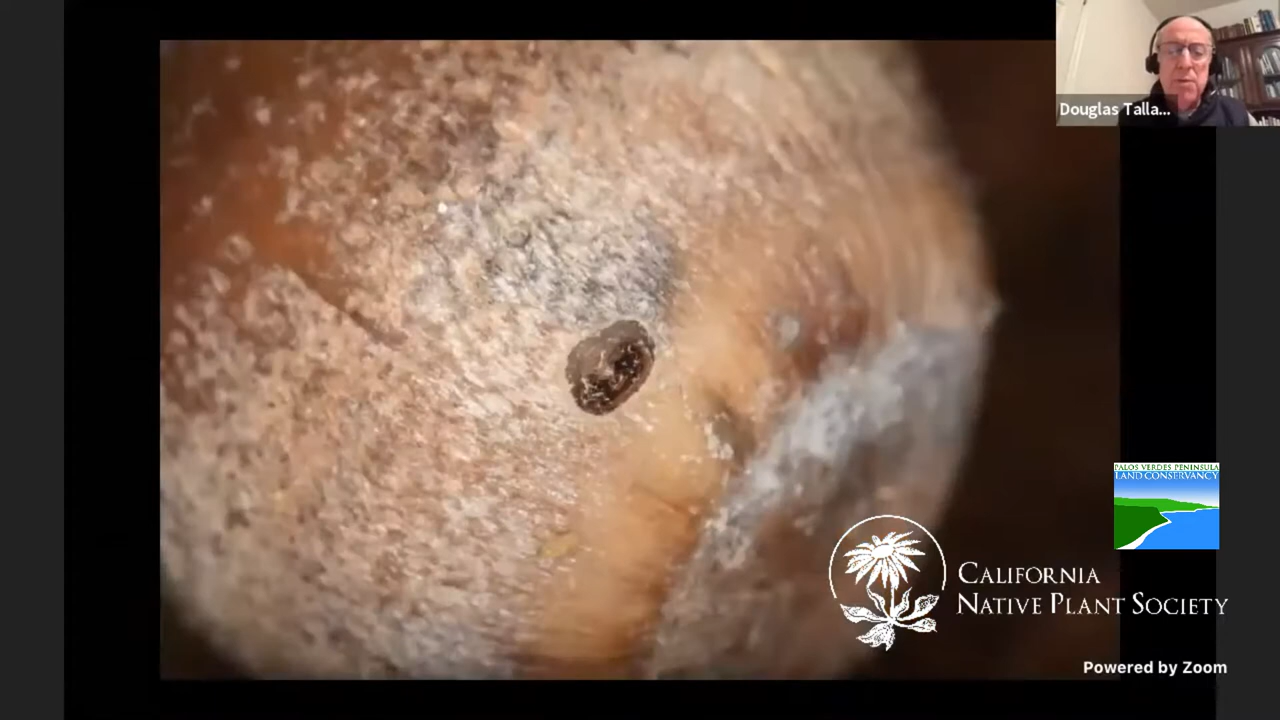 Douglas Talla...
PALOS VERDES PENINSULA
LAND CONSERVANCY
CALIFORNIA
NATIVE PLANT SOCIETY
Powered by Zoom